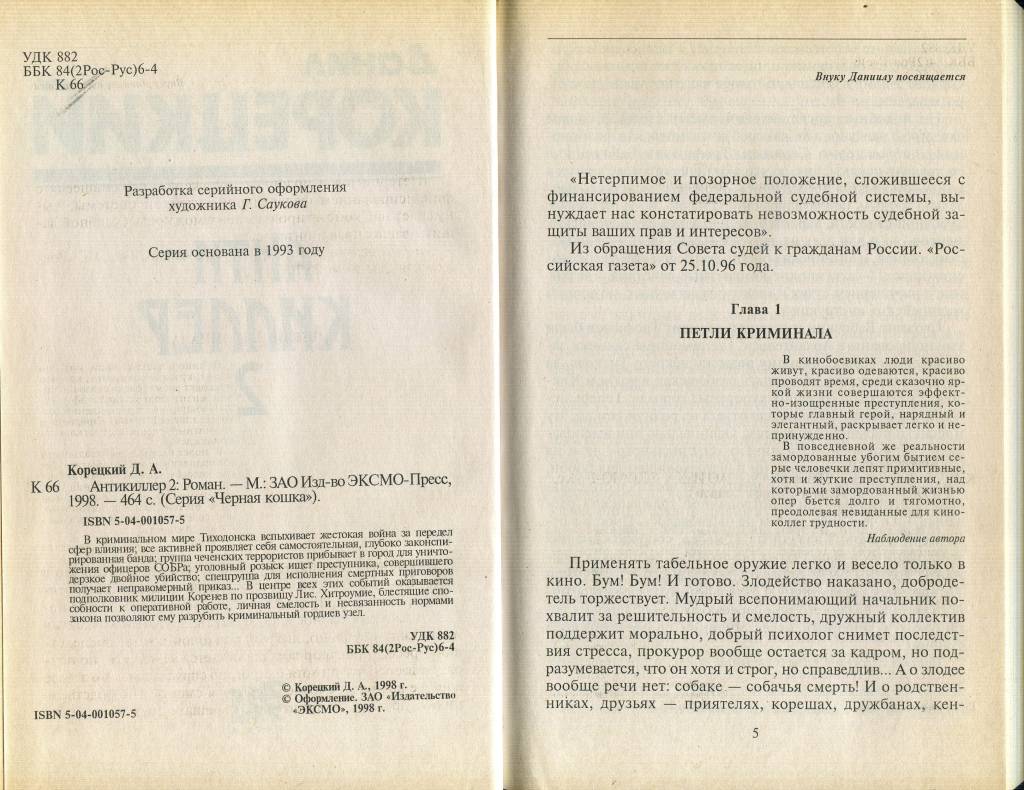 УДК 882
ББК 84(2Рос-Рус)6-4
К 66
Разработка серийного оформления
художника Г. Саукова
Серия основана в 1993 году
Корецкий Д. А.
К 66 Антикиллер 2: Роман. — М.: ЗАО Изд-во ЭКСМО-Пресс,
1998. — 464 с. (Серия «Черная кошка»).
ISBN 5-04-001057-5
В криминальном мире Тиходонска вспыхивает жестокая война за передел
сфер влияния; все активней проявляет себя самостоятельная, глубоко законспи-
рированная банда; группа чеченских террористов прибывает в город для уничто-
жения офицеров СОБРа; уголовный розыск ищет преступника, совершившего
дерзкое двойное убийство; спецгруппа для исполнения смертных приговоров
получает неправомерный приказ... В центре всех этих событий оказывается
подполковник милиции Коренев по прозвищу Лис. Хитроумие, блестящие спо-
собности к оперативной работе, личная смелость и несвязанность нормами
закона позволяют ему разрубить криминальный гордиев узел.
УДК 882
ББК 84(2Рос-Рус)6-4
© Корецкий Д. А., 1998 г.
© Оформление. ЗАО «Издательство
«ЭКСМО», 1998 г.
ISBN 5-04-001057-5
Внуку Даниилу посвящается
«Нетерпимое и позорное положение, сложившееся с
финансированием федеральной судебной системы, вы-
нуждает нас констатировать невозможность судебной за-
щиты ваших прав и интересов».
Из обращения Совета судей к гражданам России. «Рос-
сийская газета» от 25.10.96 года.
Глава 1
ПЕТЛИ КРИМИНАЛА
В кинобоевиках люди красиво
живут, красиво одеваются, красиво
проводят время, среди сказочно яр-
кой жизни совершаются эффект-
но-изощренные преступления, ко-
торые главный герой, нарядный и
элегантный, раскрывает легко и не-
принужденно.
В повседневной же реальности
замордованные убогим бытием се-
рые человечки лепят примитивные,
хотя и жуткие преступления, над
которыми замордованный жизнью
опер бьется долго и тягомотно,
преодолевая невиданные для кино-
коллег трудности.
Наблюдение автора
Применять табельное оружие легко и весело только в
кино. Бум! Бум! И готово. Злодейство наказано, доброде-
тель торжествует. Мудрый всепонимающий начальник по-
хвалит за решительность и смелость, дружный коллектив
поддержит морально, добрый психолог снимет последст-
вия стресса, прокурор вообще остается за кадром, но под-
разумевается, что он хотя и строг, но справедлив... А о злодее
вообще речи нет: собаке — собачья смерть! И о родствен-
никах, друзьях — приятелях, корешах, дружбанах, кен-
5